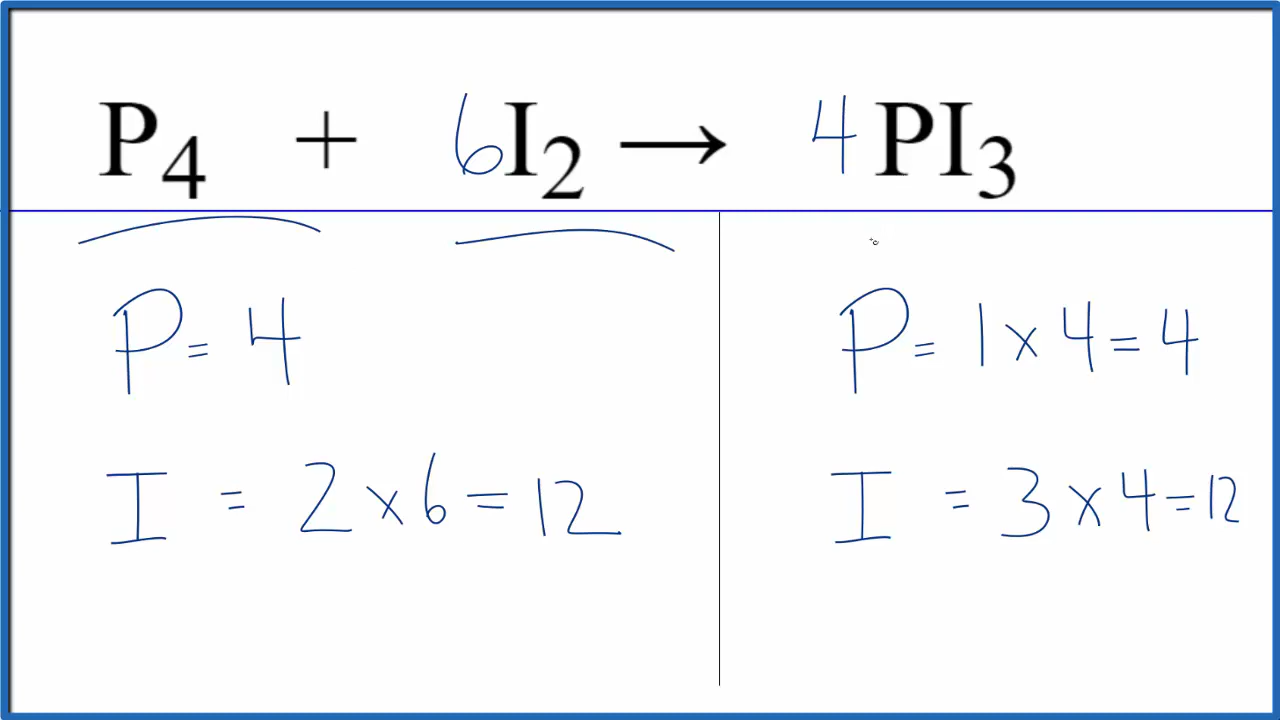 P₄ + 6I₂ → 4PI₃
P = 4
I = 2 x 6 = 12
P = 1 x 4 = 4
I = 3 x 4 = 12